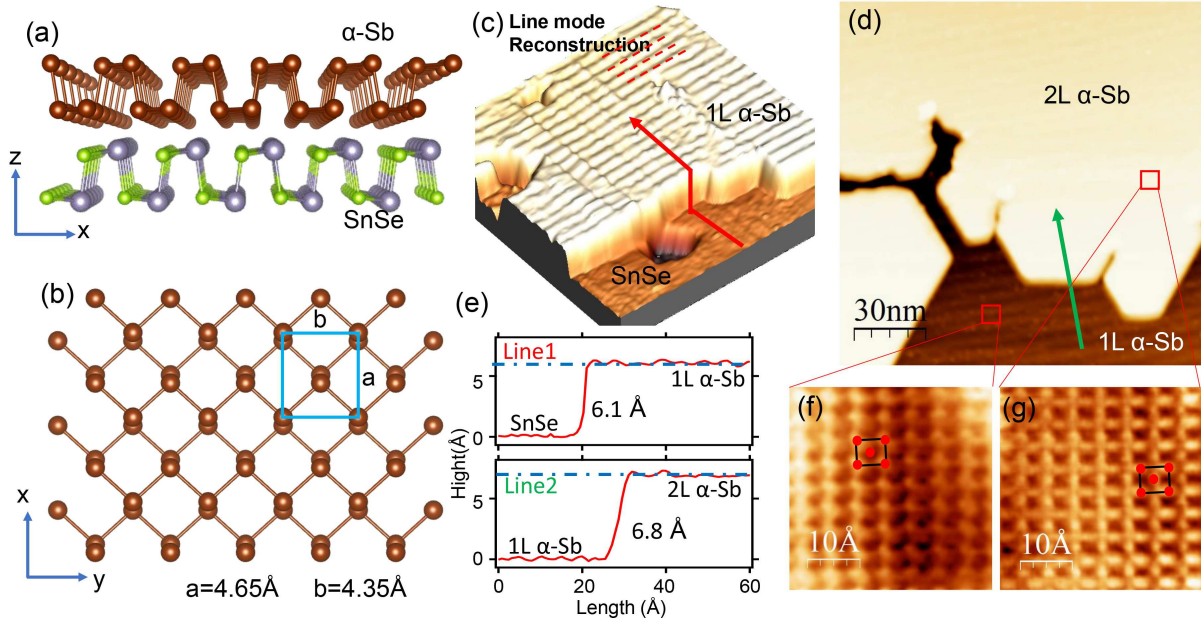 (a)
α-Sb
z
x
SnSe
(b)
b
a
x
y
a=4.65Å
b=4.35Å
(c)
Line mode
Reconstruction
1L α-Sb
SnSe
(d)
2L α-Sb
30nm
1L α-Sb
(e)
Line1
5
1L α-Sb
6.1 Å
SnSe
0
Hight(Å)
Line2
5
2L α-Sb
6.8 Å
1L α-Sb
0
0 20 40 60
Length (Å)
(f)
10Å
(g)
10Å